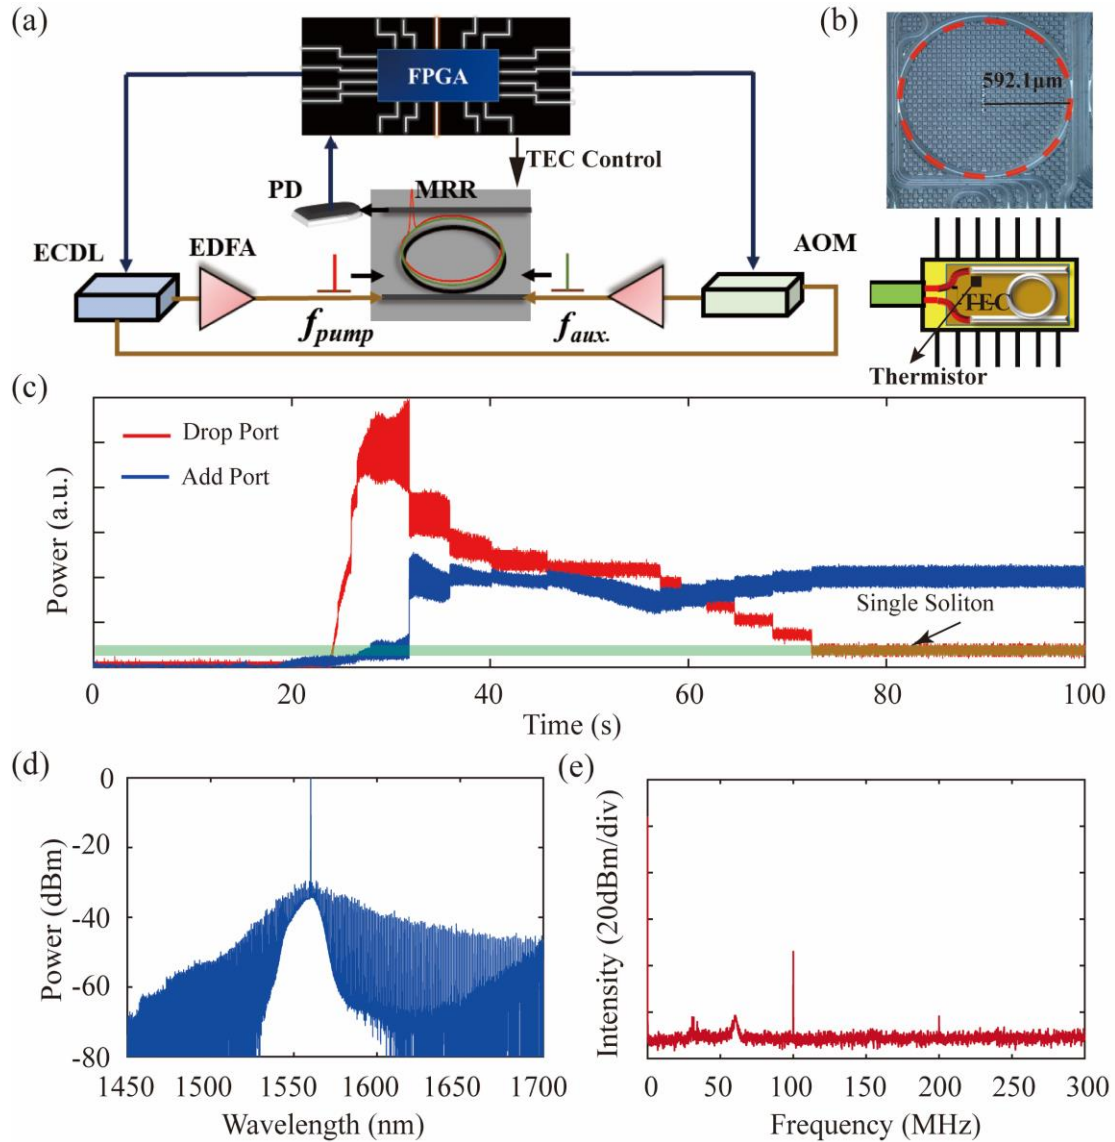 (a)
FPGA
TEC Control
PD
MRR
ECDL
EDFA
AOM
f_pump
f_aux.
(b)
592.1μm
TEC
Thermistor
(c)
Drop Port
Add Port
Single Soliton
Power (a.u.)
0 20 40 60 80 100
Time (s)
(d)
0
-20
-40
-60
-80
Power (dBm)
1450 1500 1550 1600 1650 1700
Wavelength (nm)
(e)
Intensity (20dBm/div)
0 50 100 150 200 250 300
Frequency (MHz)